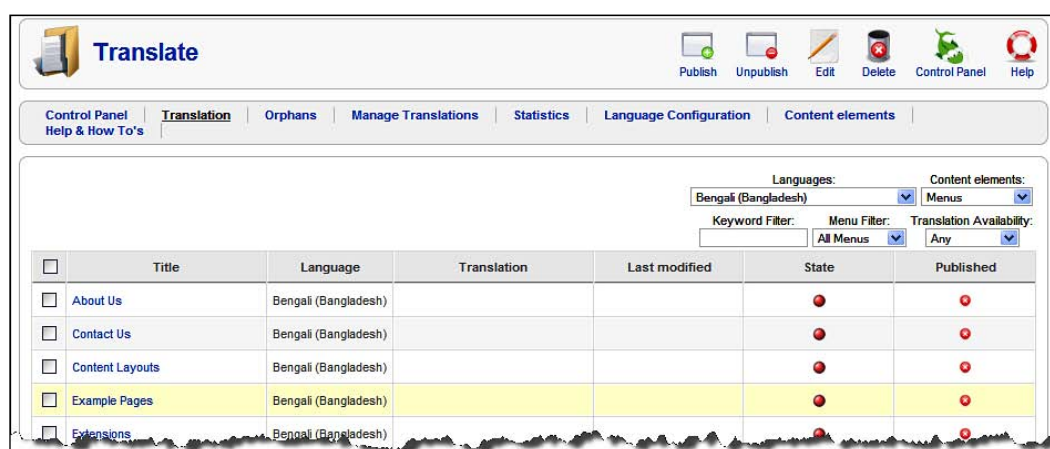 Translate
Publish Unpublish Edit Delete Control Panel Help
Control Panel Translation Orphans Manage Translations Statistics Language Configuration Content elements
Help & How To's
Languages: Content elements:
Bengali (Bangladesh) Menus
Keyword Filter: Menu Filter: Translation Availability:
All Menus Any
Title Language Translation Last modified State Published
About Us Bengali (Bangladesh)
Contact Us Bengali (Bangladesh)
Content Layouts Bengali (Bangladesh)
Example Pages Bengali (Bangladesh)
Extensions Bengali (Bangladesh)